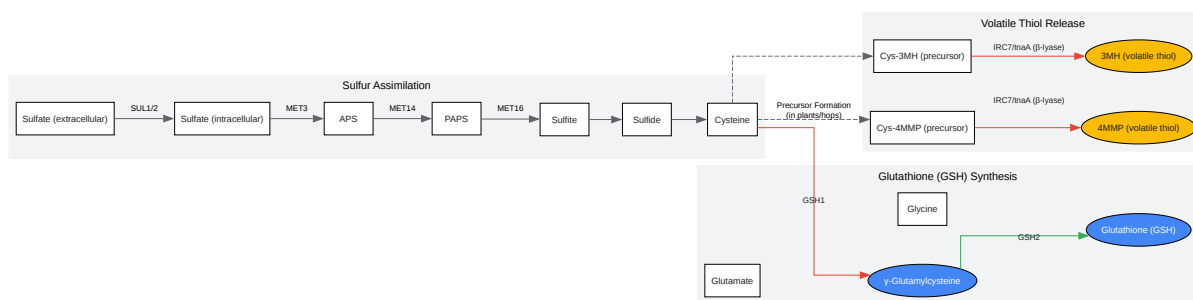 Volatile Thiol Release
Cys-3MH (precursor)
IRC7/tnaA (β-lyase)
3MH (volatile thiol)
Sulfur Assimilation
Sulfate (extracellular)
SUL1/2
Sulfate (intracellular)
MET3
APS
MET14
PAPS
MET16
Sulfite
Sulfide
Cysteine
Precursor Formation
(in plants/hops)
Cys-4MMP (precursor)
IRC7/tnaA (β-lyase)
4MMP (volatile thiol)
Glutathione (GSH) Synthesis
GSH1
Glycine
Glutathione (GSH)
GSH2
Glutamate
γ-Glutamylcysteine